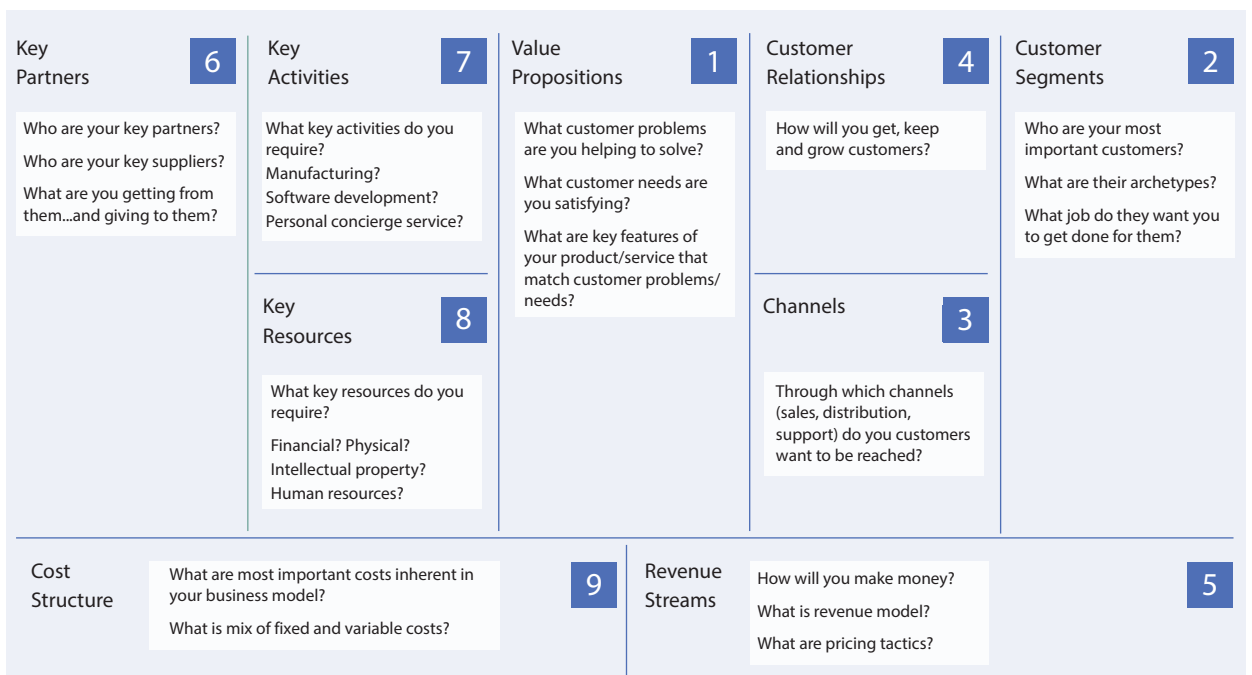 Key
Partners
6
Who are your key partners?
Who are your key suppliers?
What are you getting from
them...and giving to them?
Key
Activities
7
What key activities do you
require?
Manufacturing?
Software development?
Personal concierge service?
Key
Resources
8
What key resources do you
require?
Financial? Physical?
Intellectual property?
Human resources?
Value
Propositions
1
What customer problems
are you helping to solve?
What customer needs are
you satisfying?
What are key features of
your product/service that
match customer problems/
needs?
Customer
Relationships
4
How will you get, keep
and grow customers?
Channels
3
Through which channels
(sales, distribution,
support) do you customers
want to be reached?
Customer
Segments
2
Who are your most
important customers?
What are their archetypes?
What job do they want you
to get done for them?
Cost
Structure
What are most important costs inherent in
your business model?
What is mix of fixed and variable costs?
9
Revenue
Streams
How will you make money?
What is revenue model?
What are pricing tactics?
5